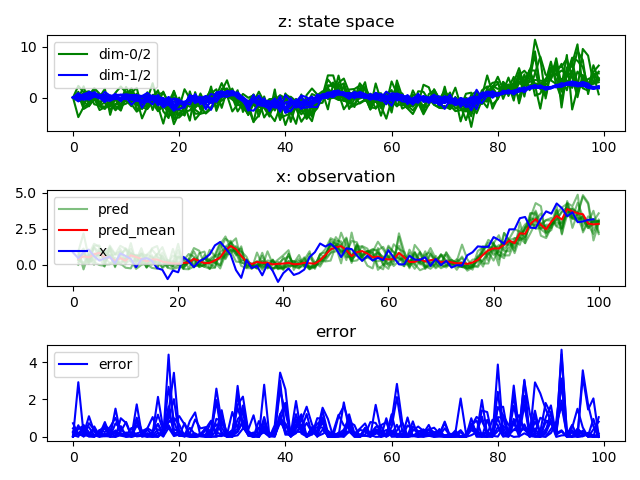 z: state space
10
0
dim-0/2
dim-1/2
0 20 40 60 80 100
x: observation
5.0
2.5
0.0
pred
pred_mean
x
0 20 40 60 80 100
error
4
2
0
error
0 20 40 60 80 100